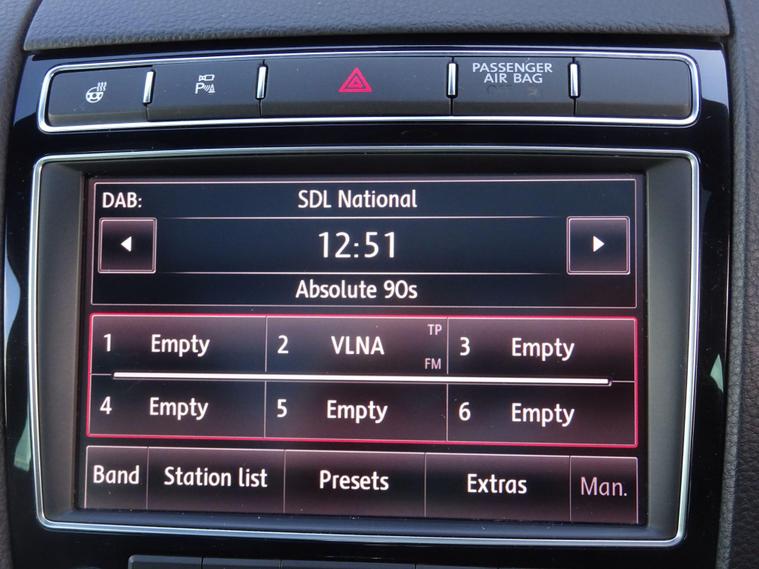 PASSENGER
AIR BAG
P
DAB: SDL National
12:51
Absolute 90s
1 Empty 2 VLNA TP FM 3 Empty
4 Empty 5 Empty 6 Empty
Band Station list Presets Extras Man.